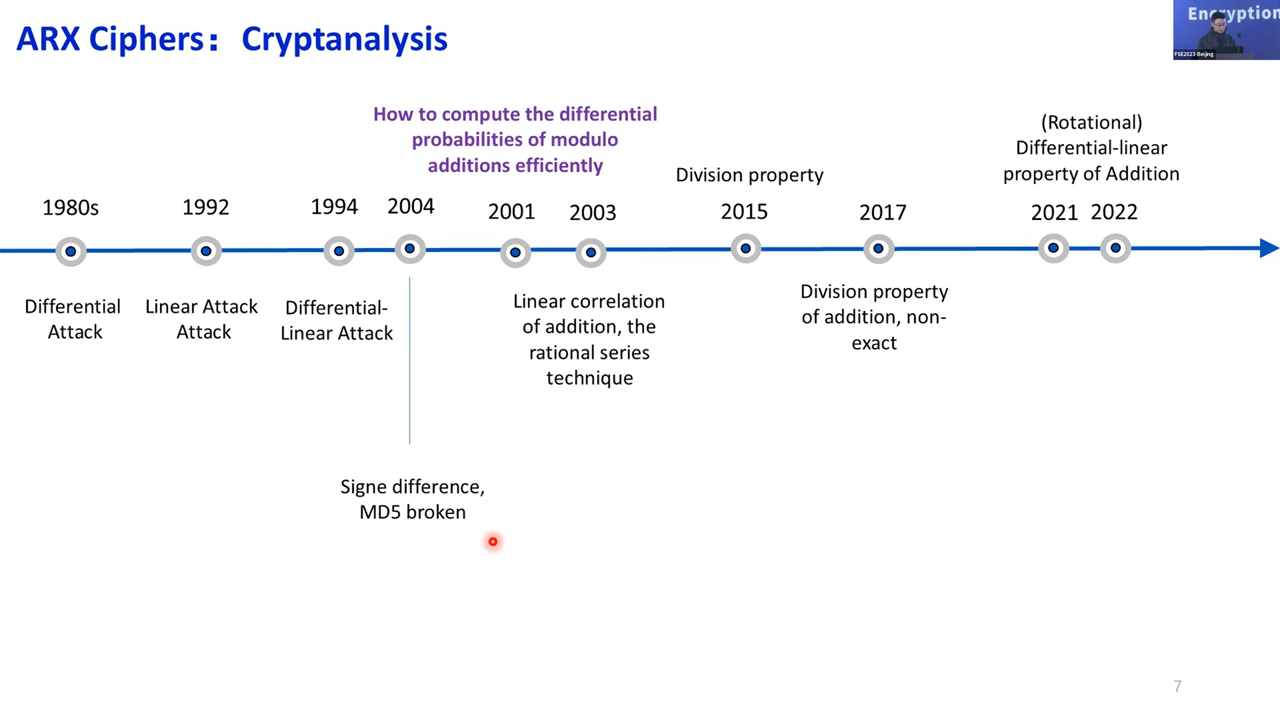 ARX Ciphers： Cryptanalysis
Encryption
FSE2023-Beijing
How to compute the differential
probabilities of modulo
additions efficiently
(Rotational)
Differential-linear
property of Addition
Division property
1980s
1992
1994
2004
2001
2003
2015
2017
2021
2022
Differential
Attack
Linear Attack
Attack
Differential-
Linear Attack
Linear correlation
of addition, the
rational series
technique
Division property
of addition, non-
exact
Signe difference,
MD5 broken
7